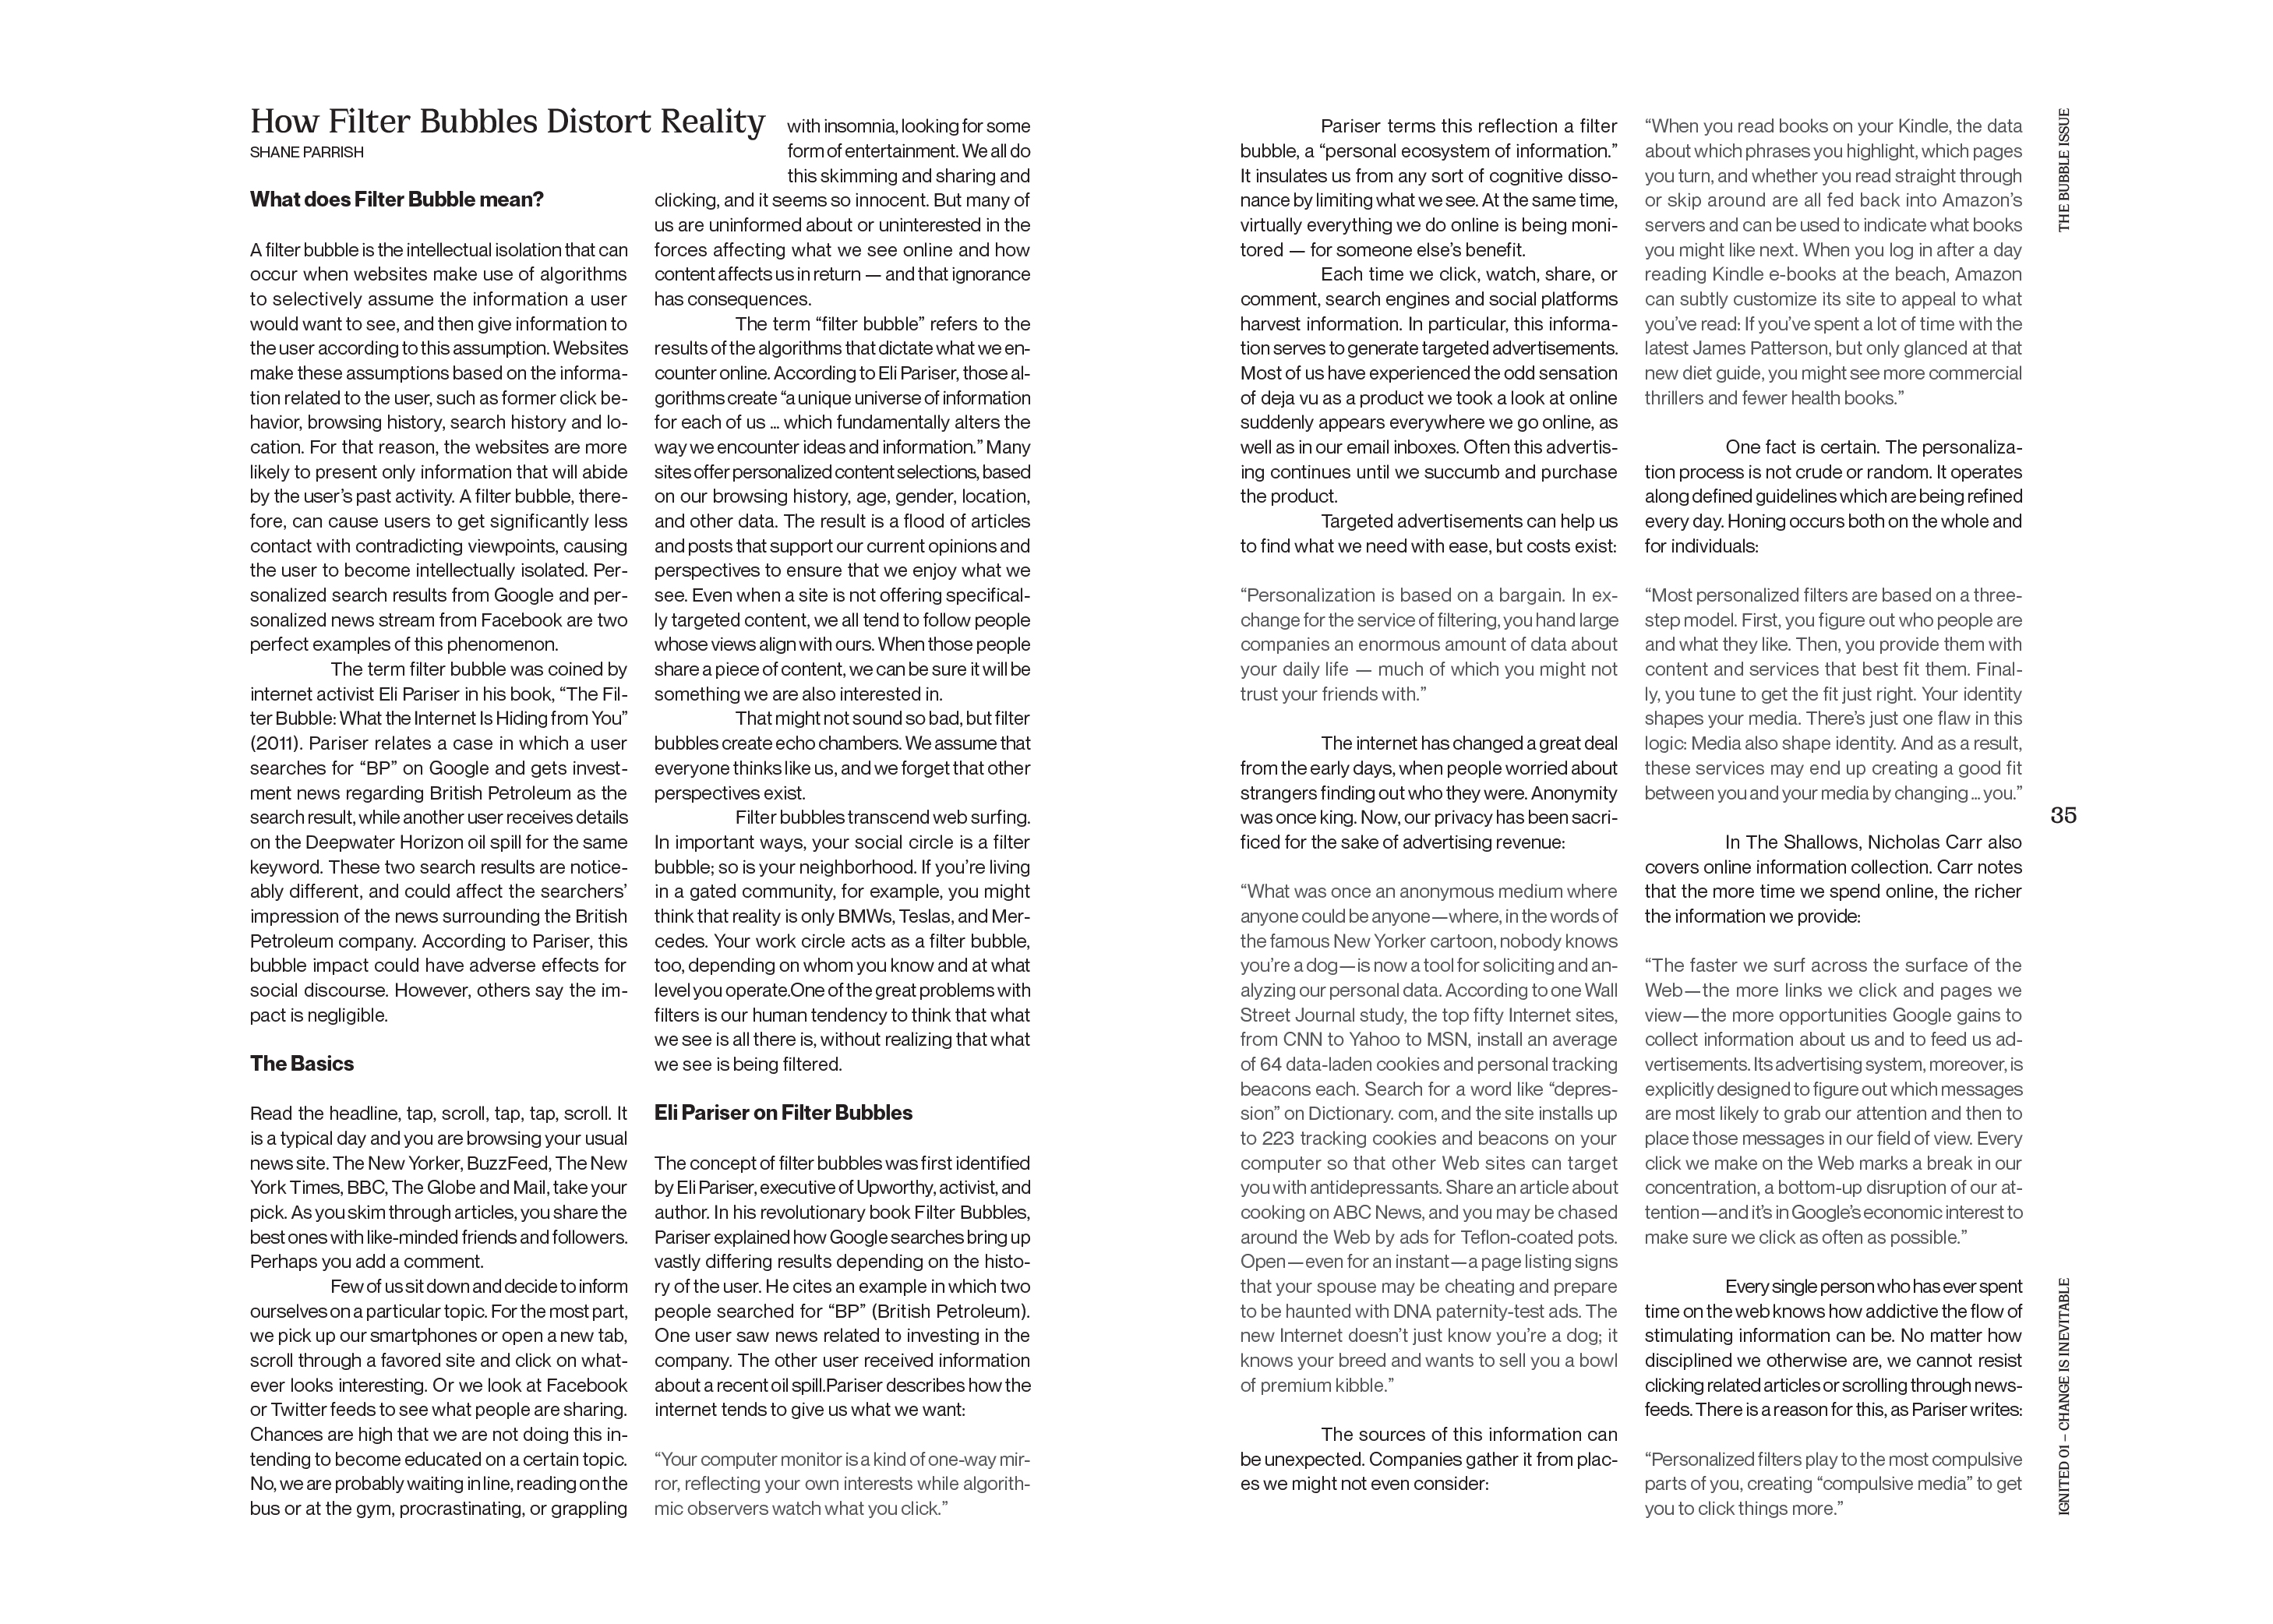 How Filter Bubbles Distort Reality
SHANE PARRISH
What does Filter Bubble mean?
A filter bubble is the intellectual isolation that can
occur when websites make use of algorithms
to selectively assume the information a user
would want to see, and then give information to
the user according to this assumption. Websites
make these assumptions based on the informa-
tion related to the user, such as former click be-
havior, browsing history, search history and lo-
cation. For that reason, the websites are more
likely to present only information that will abide
by the user’s past activity. A filter bubble, there-
fore, can cause users to get significantly less
contact with contradicting viewpoints, causing
the user to become intellectually isolated. Per-
sonalized search results from Google and per-
sonalized news stream from Facebook are two
perfect examples of this phenomenon.
The term filter bubble was coined by
internet activist Eli Pariser in his book, “The Fil-
ter Bubble: What the Internet Is Hiding from You”
(2011). Pariser relates a case in which a user
searches for “BP” on Google and gets invest-
ment news regarding British Petroleum as the
search result, while another user receives details
on the Deepwater Horizon oil spill for the same
keyword. These two search results are notice-
ably different, and could affect the searchers’
impression of the news surrounding the British
Petroleum company. According to Pariser, this
bubble impact could have adverse effects for
social discourse. However, others say the im-
pact is negligible.
The Basics
Read the headline, tap, scroll, tap, tap, scroll. It
is a typical day and you are browsing your usual
news site. The New Yorker, BuzzFeed, The New
York Times, BBC, The Globe and Mail, take your
pick. As you skim through articles, you share the
best ones with like-minded friends and followers.
Perhaps you add a comment.
Few of us sit down and decide to inform
ourselves on a particular topic. For the most part,
we pick up our smartphones or open a new tab,
scroll through a favored site and click on what-
ever looks interesting. Or we look at Facebook
or Twitter feeds to see what people are sharing.
Chances are high that we are not doing this in-
tending to become educated on a certain topic.
No, we are probably waiting in line, reading on the
bus or at the gym, procrastinating, or grappling
with insomnia, looking for some
form of entertainment. We all do
this skimming and sharing and
clicking, and it seems so innocent. But many of
us are uninformed about or uninterested in the
forces affecting what we see online and how
content affects us in return — and that ignorance
has consequences.
The term “filter bubble” refers to the
results of the algorithms that dictate what we en-
counter online. According to Eli Pariser, those al-
gorithms create “a unique universe of information
for each of us … which fundamentally alters the
way we encounter ideas and information.” Many
sites offer personalized content selections, based
on our browsing history, age, gender, location,
and other data. The result is a flood of articles
and posts that support our current opinions and
perspectives to ensure that we enjoy what we
see. Even when a site is not offering specifical-
ly targeted content, we all tend to follow people
whose views align with ours. When those people
share a piece of content, we can be sure it will be
something we are also interested in.
That might not sound so bad, but filter
bubbles create echo chambers. We assume that
everyone thinks like us, and we forget that other
perspectives exist.
Filter bubbles transcend web surfing.
In important ways, your social circle is a filter
bubble; so is your neighborhood. If you’re living
in a gated community, for example, you might
think that reality is only BMWs, Teslas, and Mer-
cedes. Your work circle acts as a filter bubble,
too, depending on whom you know and at what
level you operate.One of the great problems with
filters is our human tendency to think that what
we see is all there is, without realizing that what
we see is being filtered.
Eli Pariser on Filter Bubbles
The concept of filter bubbles was first identified
by Eli Pariser, executive of Upworthy, activist, and
author. In his revolutionary book Filter Bubbles,
Pariser explained how Google searches bring up
vastly differing results depending on the histo-
ry of the user. He cites an example in which two
people searched for “BP” (British Petroleum).
One user saw news related to investing in the
company. The other user received information
about a recent oil spill.Pariser describes how the
internet tends to give us what we want:
“Your computer monitor is a kind of one-way mir-
ror, reflecting your own interests while algorith-
mic observers watch what you click.”
Pariser terms this reflection a filter
bubble, a “personal ecosystem of information.”
It insulates us from any sort of cognitive disso-
nance by limiting what we see. At the same time,
virtually everything we do online is being moni-
tored — for someone else’s benefit.
Each time we click, watch, share, or
comment, search engines and social platforms
harvest information. In particular, this informa-
tion serves to generate targeted advertisements.
Most of us have experienced the odd sensation
of deja vu as a product we took a look at online
suddenly appears everywhere we go online, as
well as in our email inboxes. Often this advertis-
ing continues until we succumb and purchase
the product.
Targeted advertisements can help us
to find what we need with ease, but costs exist:
“Personalization is based on a bargain. In ex-
change for the service of filtering, you hand large
companies an enormous amount of data about
your daily life — much of which you might not
trust your friends with.”
The internet has changed a great deal
from the early days, when people worried about
strangers finding out who they were. Anonymity
was once king. Now, our privacy has been sacri-
ficed for the sake of advertising revenue:
“What was once an anonymous medium where
anyone could be anyone—where, in the words of
the famous New Yorker cartoon, nobody knows
you’re a dog—is now a tool for soliciting and an-
alyzing our personal data. According to one Wall
Street Journal study, the top fifty Internet sites,
from CNN to Yahoo to MSN, install an average
of 64 data-laden cookies and personal tracking
beacons each. Search for a word like “depres-
sion” on Dictionary. com, and the site installs up
to 223 tracking cookies and beacons on your
computer so that other Web sites can target
you with antidepressants. Share an article about
cooking on ABC News, and you may be chased
around the Web by ads for Teflon-coated pots.
Open—even for an instant—a page listing signs
that your spouse may be cheating and prepare
to be haunted with DNA paternity-test ads. The
new Internet doesn’t just know you’re a dog; it
knows your breed and wants to sell you a bowl
of premium kibble.”
The sources of this information can
be unexpected. Companies gather it from plac-
es we might not even consider:
“When you read books on your Kindle, the data
about which phrases you highlight, which pages
you turn, and whether you read straight through
or skip around are all fed back into Amazon’s
servers and can be used to indicate what books
you might like next. When you log in after a day
reading Kindle e-books at the beach, Amazon
can subtly customize its site to appeal to what
you’ve read: If you’ve spent a lot of time with the
latest James Patterson, but only glanced at that
new diet guide, you might see more commercial
thrillers and fewer health books.”
One fact is certain. The personaliza-
tion process is not crude or random. It operates
along defined guidelines which are being refined
every day. Honing occurs both on the whole and
for individuals:
“Most personalized filters are based on a three-
step model. First, you figure out who people are
and what they like. Then, you provide them with
content and services that best fit them. Final-
ly, you tune to get the fit just right. Your identity
shapes your media. There’s just one flaw in this
logic: Media also shape identity. And as a result,
these services may end up creating a good fit
between you and your media by changing … you.”
In The Shallows, Nicholas Carr also
covers online information collection. Carr notes
that the more time we spend online, the richer
the information we provide:
“The faster we surf across the surface of the
Web—the more links we click and pages we
view—the more opportunities Google gains to
collect information about us and to feed us ad-
vertisements. Its advertising system, moreover, is
explicitly designed to figure out which messages
are most likely to grab our attention and then to
place those messages in our field of view. Every
click we make on the Web marks a break in our
concentration, a bottom-up disruption of our at-
tention—and it’s in Google’s economic interest to
make sure we click as often as possible.”
Every single person who has ever spent
time on the web knows how addictive the flow of
stimulating information can be. No matter how
disciplined we otherwise are, we cannot resist
clicking related articles or scrolling through news-
feeds. There is a reason for this, as Pariser writes:
“Personalized filters play to the most compulsive
parts of you, creating “compulsive media” to get
you to click things more.”
THE BUBBLE ISSUE
35
IGNITED 01 – CHANGE IS INEVITABLE